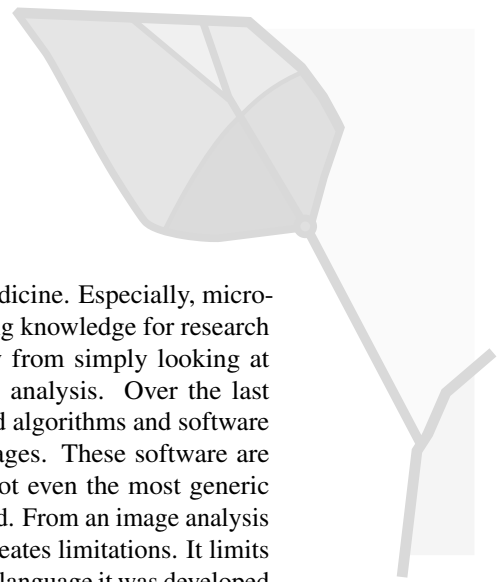 dicine. Especially, micro-
g knowledge for research
from simply looking at
analysis. Over the last
d algorithms and software
ages. These software are
ot even the most generic
d. From an image analysis
eates limitations. It limits
language it was developed